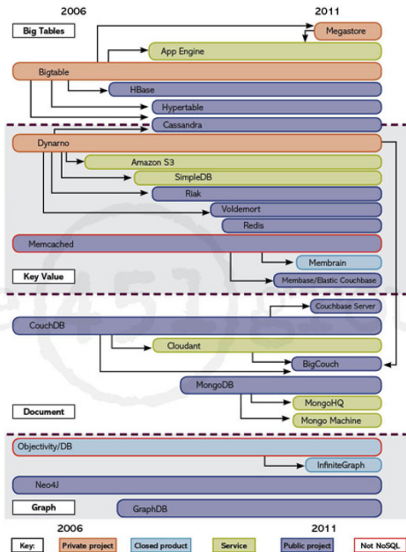 2006 2011
Big Tables
Megastore
App Engine
Bigtable
HBase
Hypertable
Cassandra
Dynarno
Amazon S3
SimpleDB
Riak
Voldemort
Redis
Memcached
Membrain
Key Value
Membase/Elastic Couchbase
Couchbase Server
CouchDB
Cloudant
BigCouch
MongoDB
MongoHQ
Document
Mongo Machine
Objectivity/DB
InfiniteGraph
Neo4J
Graph
GraphDB
2006 2011
Key: Private project Closed product Service Public project Not NoSQL